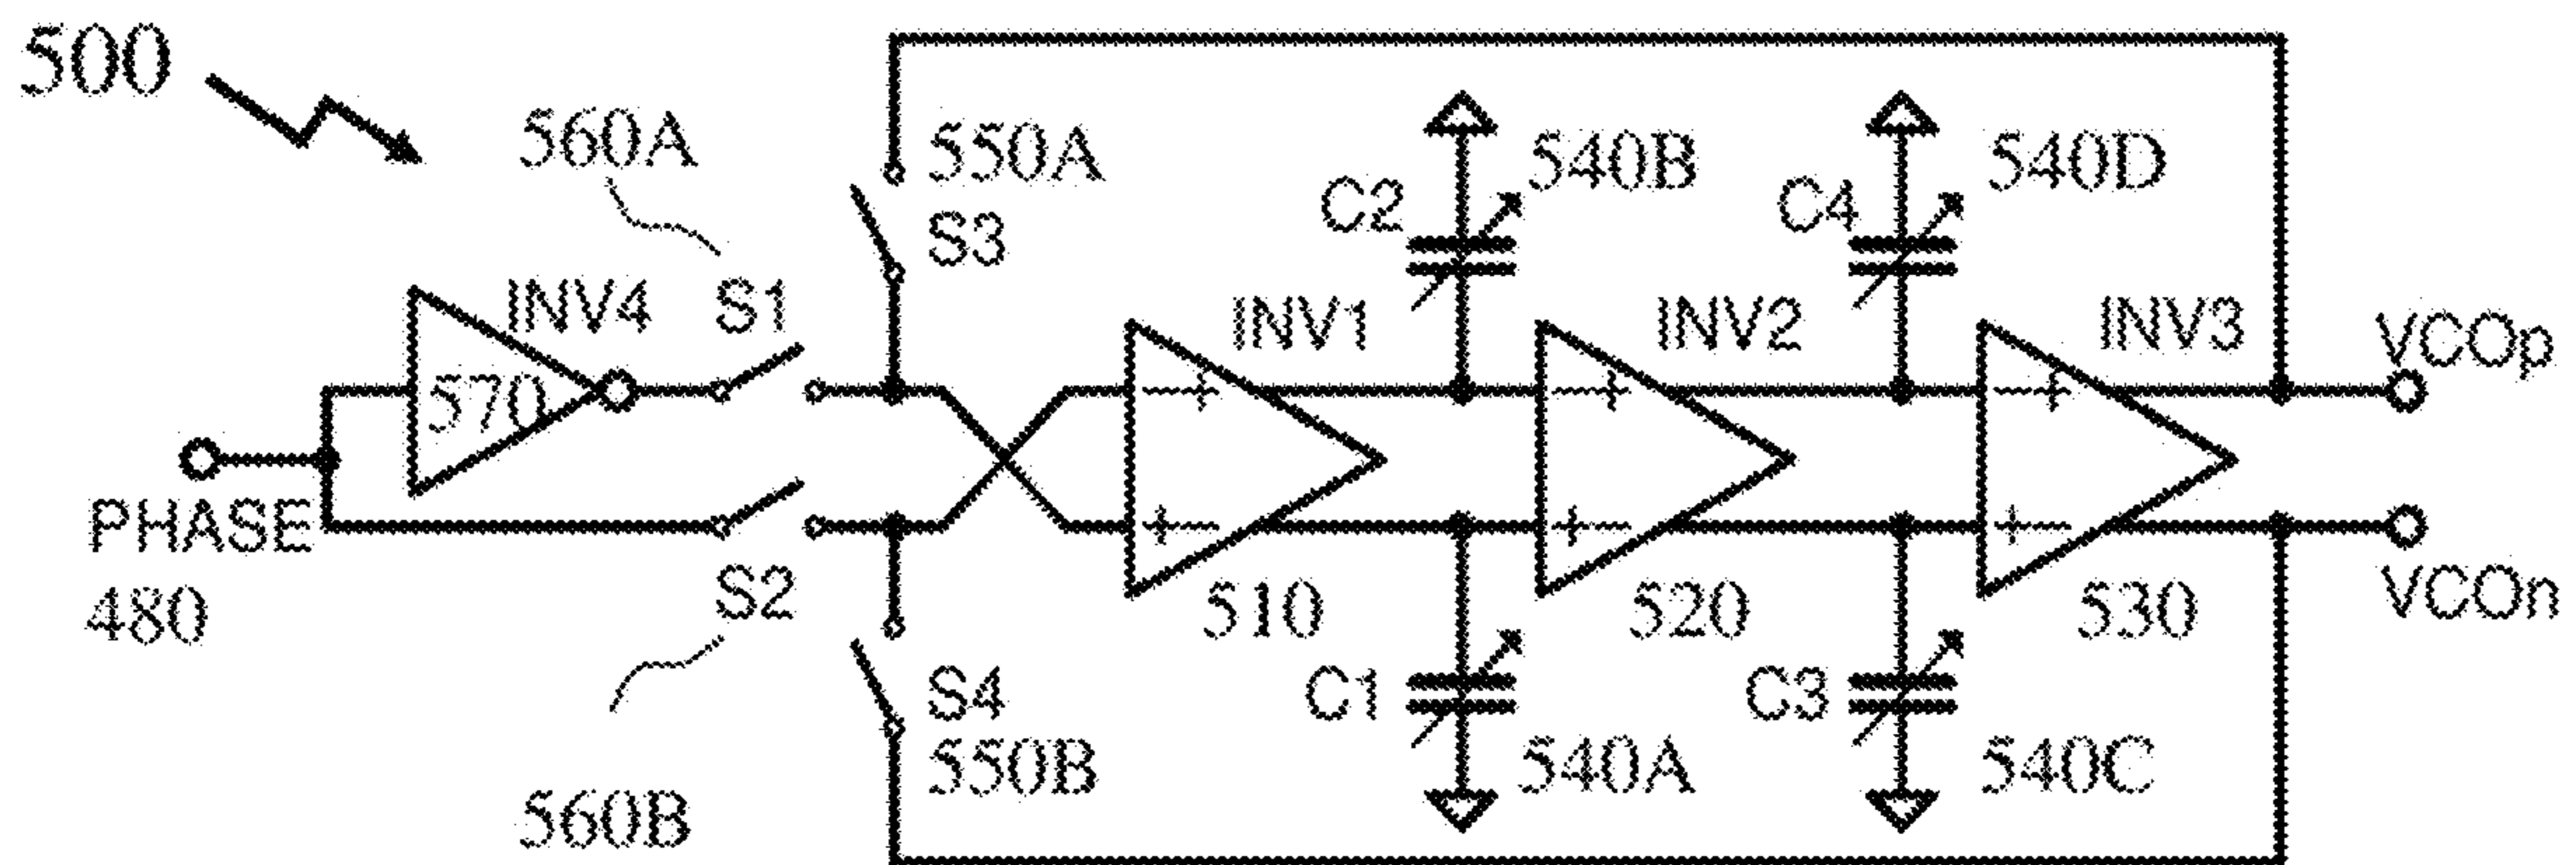 500
560A
550A
540B
540D
C2
C4
S3
INV4
S1
INV1
INV2
INV3
VCOp
570
PHASE
480
S2
510
520
530
VCOn
S4
C1
C3
550B
540A
540C
560B